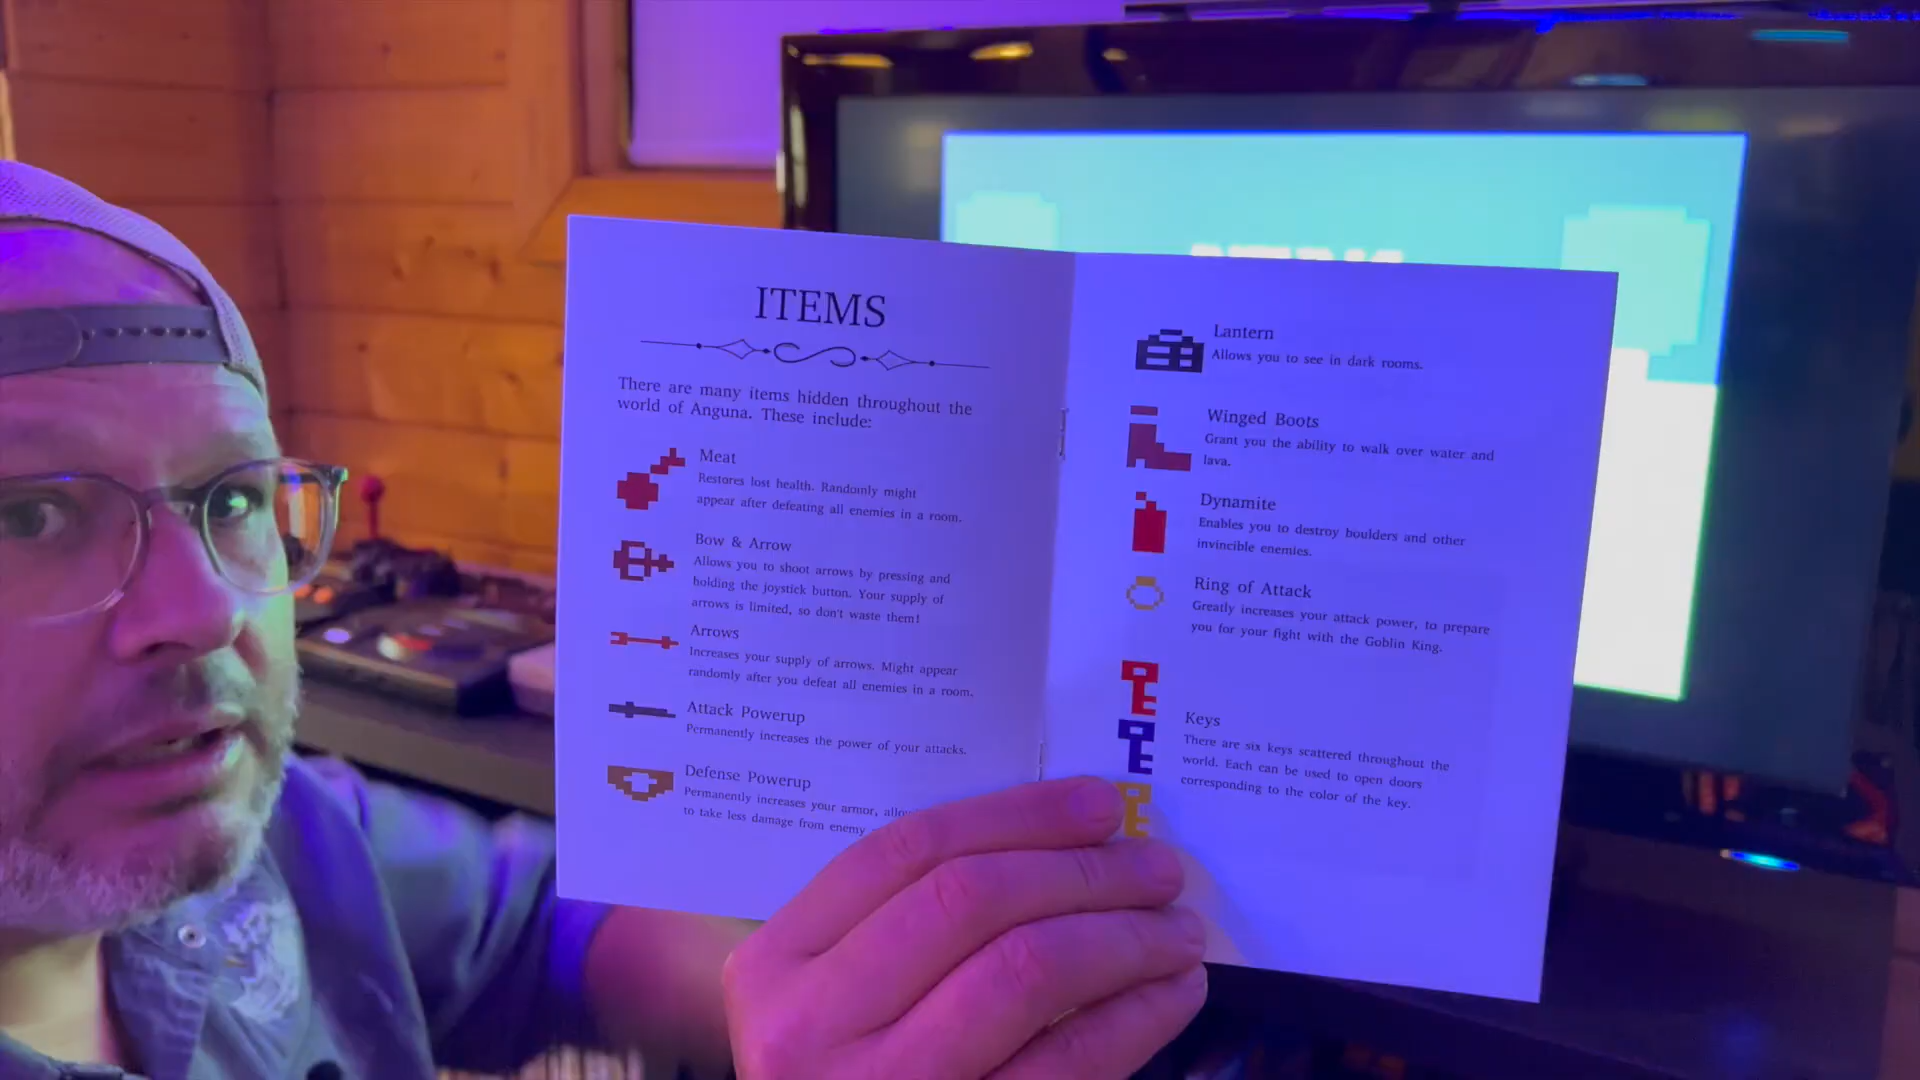 ITEMS
There are many items hidden throughout the
world of Anguna. These include:
Meat
Restores lost health. Randomly might
appear after defeating all enemies in a room.
Bow & Arrow
Allows you to shoot arrows by pressing and
holding the joystick button. Your supply of
arrows is limited, so don't waste them!
Arrows
Increases your supply of arrows. Might appear
randomly after you defeat all enemies in a room.
Attack Powerup
Permanently increases the power of your attacks.
Defense Powerup
Permanently increases your armor,
to take less damage from enemy
Lantern
Allows you to see in dark rooms.
Winged Boots
Grant you the ability to walk over water and
lava.
Dynamite
Enables you to destroy boulders and other
invincible enemies.
Ring of Attack
Greatly increases your attack power, to prepare
you for your fight with the Goblin King.
Keys
There are six keys scattered throughout the
world. Each can be used to open doors
corresponding to the color of the key.